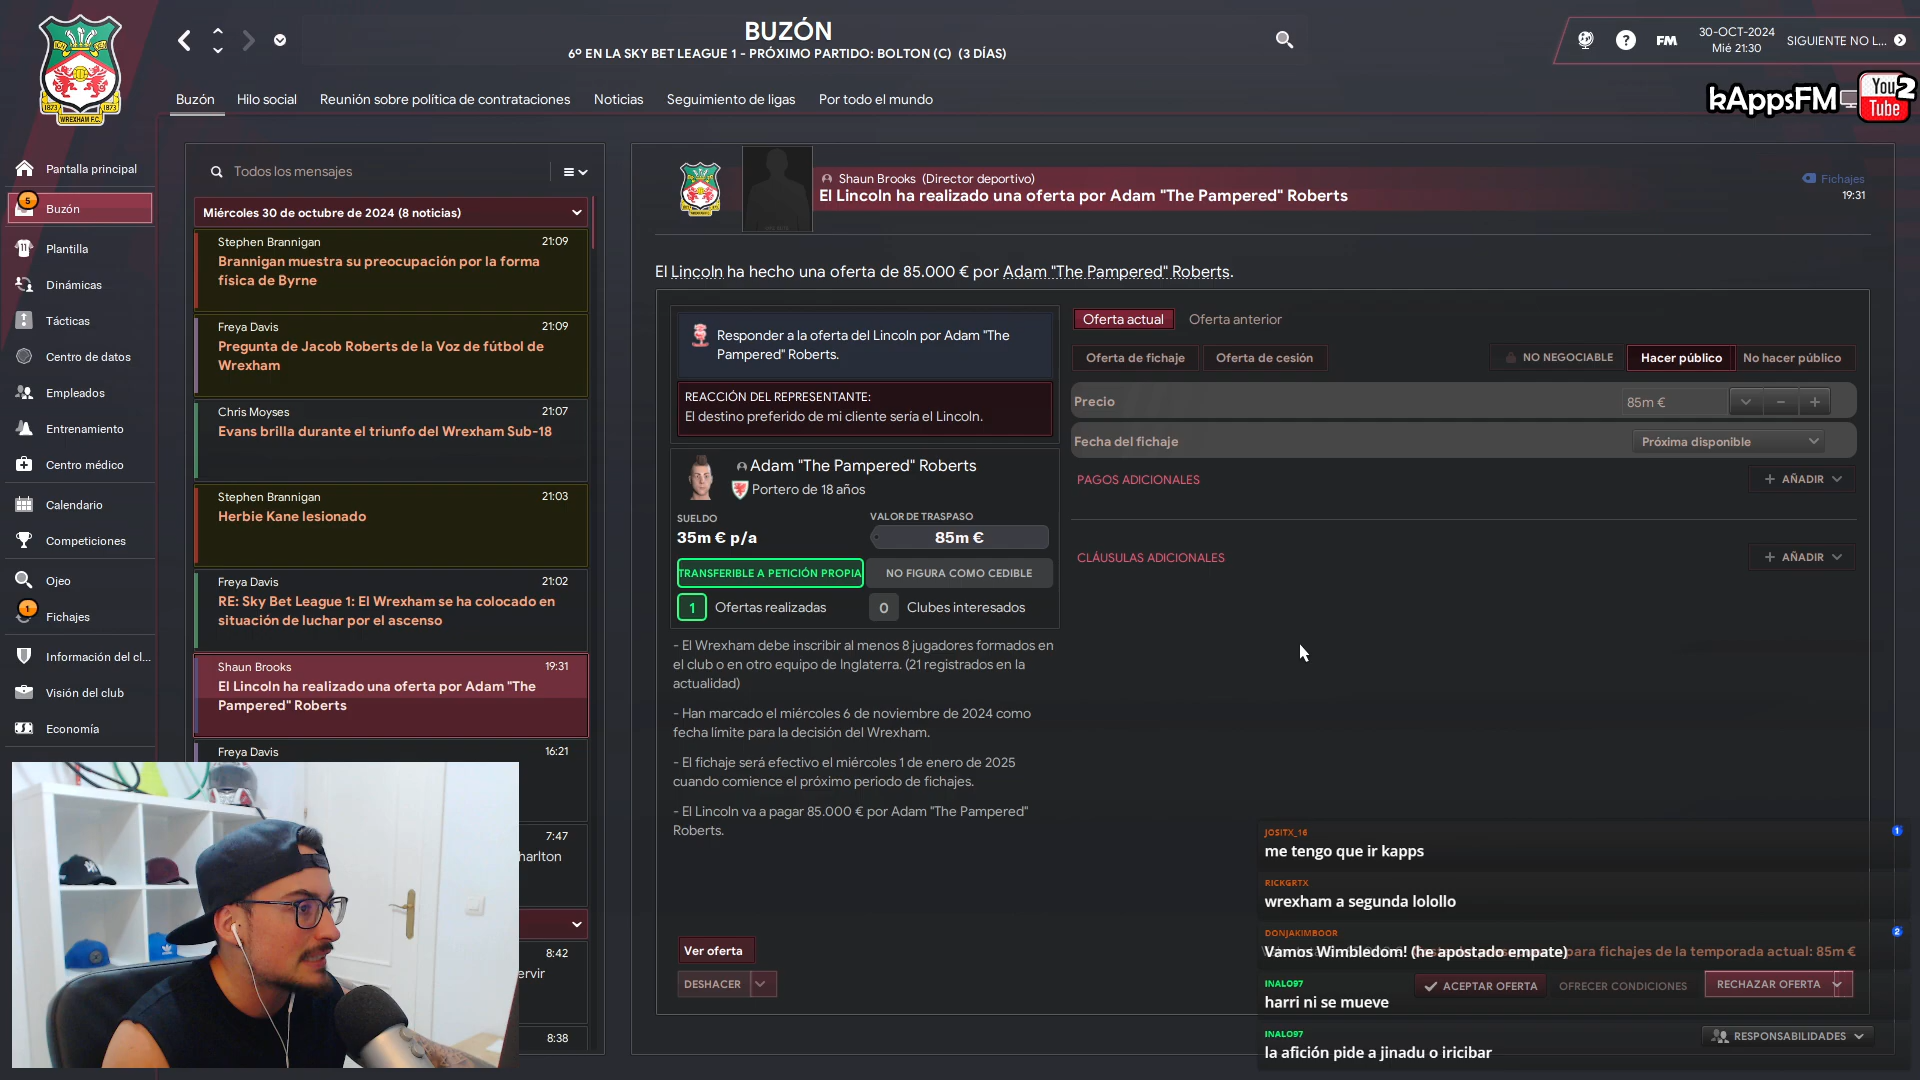 BUZÓN
6º EN LA SKY BET LEAGUE 1 - PRÓXIMO PARTIDO: BOLTON (C) (3 DÍAS)
FM
30-OCT-2024
Mié 21:30
SIGUIENTE NO L...
kAppsFM
You2
Tube
1873
1873
WREXHAM F.C.
Buzón
Hilo social
Reunión sobre política de contrataciones
Noticias
Seguimiento de ligas
Por todo el mundo
Pantalla principal
5
Buzón
Plantilla
Dinámicas
Tácticas
Centro de datos
Empleados
Entrenamiento
Centro médico
Calendario
Competiciones
Ojeo
1
Fichajes
Información del cl...
Visión del club
Economía
Todos los mensajes
Miércoles 30 de octubre de 2024 (8 noticias)
Stephen Brannigan 21:09
Brannigan muestra su preocupación por la forma
física de Byrne
Freya Davis 21:09
Pregunta de Jacob Roberts de la Voz de fútbol de
Wrexham
Chris Moyses 21:07
Evans brilla durante el triunfo del Wrexham Sub-18
Stephen Brannigan 21:03
Herbie Kane lesionado
Freya Davis 21:02
RE: Sky Bet League 1: El Wrexham se ha colocado en
situación de luchar por el ascenso
Shaun Brooks 19:31
El Lincoln ha realizado una oferta por Adam "The
Pampered" Roberts
Freya Davis 16:21
7:47
harlton
8:42
ervir
8:38
Shaun Brooks (Director deportivo)
El Lincoln ha realizado una oferta por Adam "The Pampered" Roberts
Fichajes
19:31
El Lincoln ha hecho una oferta de 85.000 € por Adam "The Pampered" Roberts.
Responder a la oferta del Lincoln por Adam "The
Pampered" Roberts.
REACCIÓN DEL REPRESENTANTE:
El destino preferido de mi cliente sería el Lincoln.
Adam "The Pampered" Roberts
Portero de 18 años
SUELDO
35m € p/a
VALOR DE TRASPASO
85m €
TRANSFERIBLE A PETICIÓN PROPIA
NO FIGURA COMO CEDIBLE
1 Ofertas realizadas
0 Clubes interesados
- El Wrexham debe inscribir al menos 8 jugadores formados en
el club o en otro equipo de Inglaterra. (21 registrados en la
actualidad)
- Han marcado el miércoles 6 de noviembre de 2024 como
fecha límite para la decisión del Wrexham.
- El fichaje será efectivo el miércoles 1 de enero de 2025
cuando comience el próximo periodo de fichajes.
- El Lincoln va a pagar 85.000 € por Adam "The Pampered"
Roberts.
Ver oferta
DESHACER
Oferta actual
Oferta anterior
Oferta de fichaje
Oferta de cesión
NO NEGOCIABLE
Hacer público
No hacer público
Precio
85m €
Fecha del fichaje
Próxima disponible
PAGOS ADICIONALES
AÑADIR
CLÁUSULAS ADICIONALES
AÑADIR
JOSITX_16
1
me tengo que ir kapps
RICKGRTX
wrexham a segunda lolollo
DONJAKIMBOOR
2
Vamos Wimbledom! (he apostado empate)
para fichajes de la temporada actual: 85m €
INALO97
harri ni se mueve
ACEPTAR OFERTA
OFRECER CONDICIONES
RECHAZAR OFERTA
INALO97
la afición pide a jinadu o iricibar
RESPONSABILIDADES